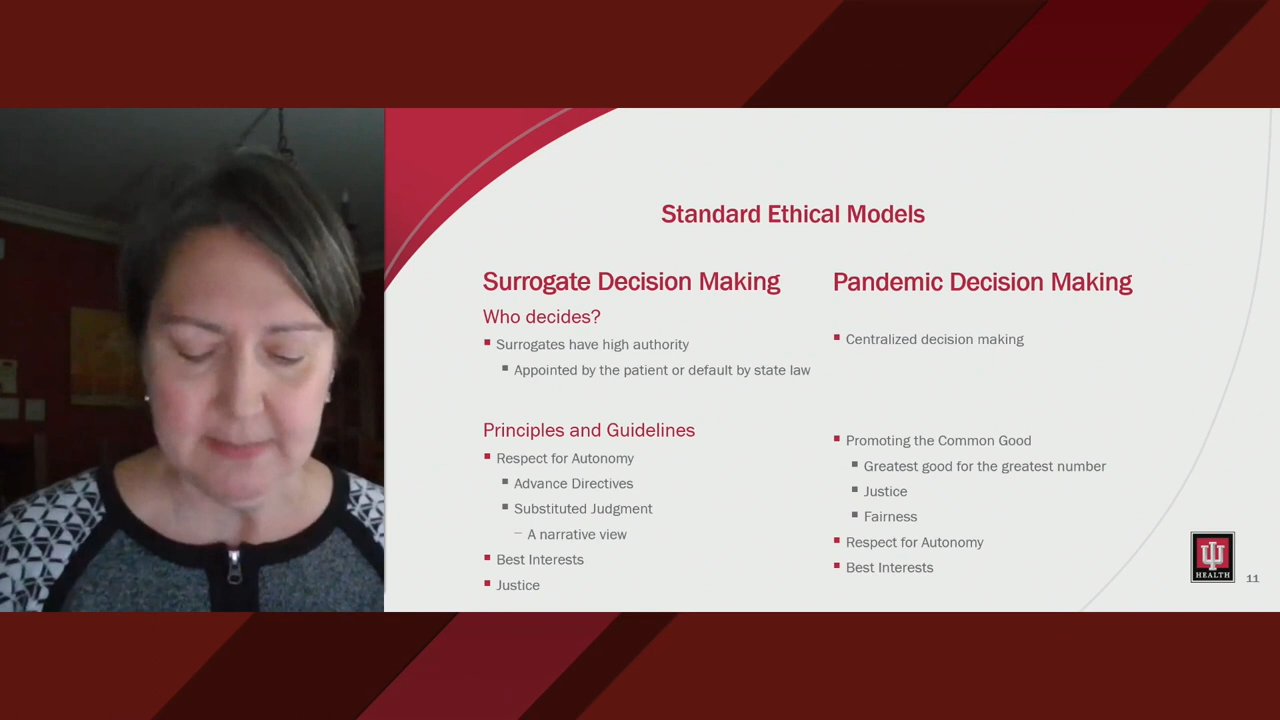 Standard Ethical Models
Surrogate Decision Making
Who decides?
Surrogates have high authority
Appointed by the patient or default by state law
Principles and Guidelines
Respect for Autonomy
Advance Directives
Substituted Judgment
– A narrative view
Best Interests
Justice
Pandemic Decision Making
Centralized decision making
Promoting the Common Good
Greatest good for the greatest number
Justice
Fairness
Respect for Autonomy
Best Interests
HEALTH
11